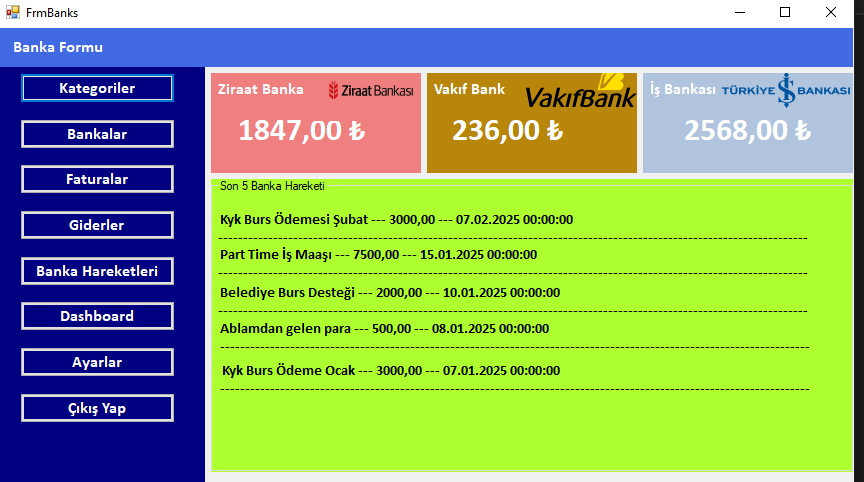 FrmBanks
Banka Formu
Kategoriler
Bankalar
Faturalar
Giderler
Banka Hareketleri
Dashboard
Ayarlar
Çıkış Yap
Ziraat Banka
Ziraat Bankası
1847,00 ₺
Vakıf Bank
VakıfBank
236,00 ₺
İş Bankası
TÜRKİYE İŞ BANKASI
2568,00 ₺
Son 5 Banka Hareketi
Kyk Burs Ödemesi Şubat --- 3000,00 --- 07.02.2025 00:00:00
Part Time İş Maaşı --- 7500,00 --- 15.01.2025 00:00:00
Belediye Burs Desteği --- 2000,00 --- 10.01.2025 00:00:00
Ablamdan gelen para --- 500,00 --- 08.01.2025 00:00:00
Kyk Burs Ödeme Ocak --- 3000,00 --- 07.01.2025 00:00:00